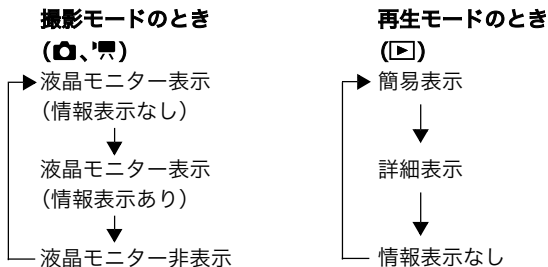 撮影モードのとき
(📷、🎥)
液晶モニター表示
(情報表示なし)
液晶モニター表示
(情報表示あり)
液晶モニター非表示
再生モードのとき
(▶)
簡易表示
詳細表示
情報表示なし